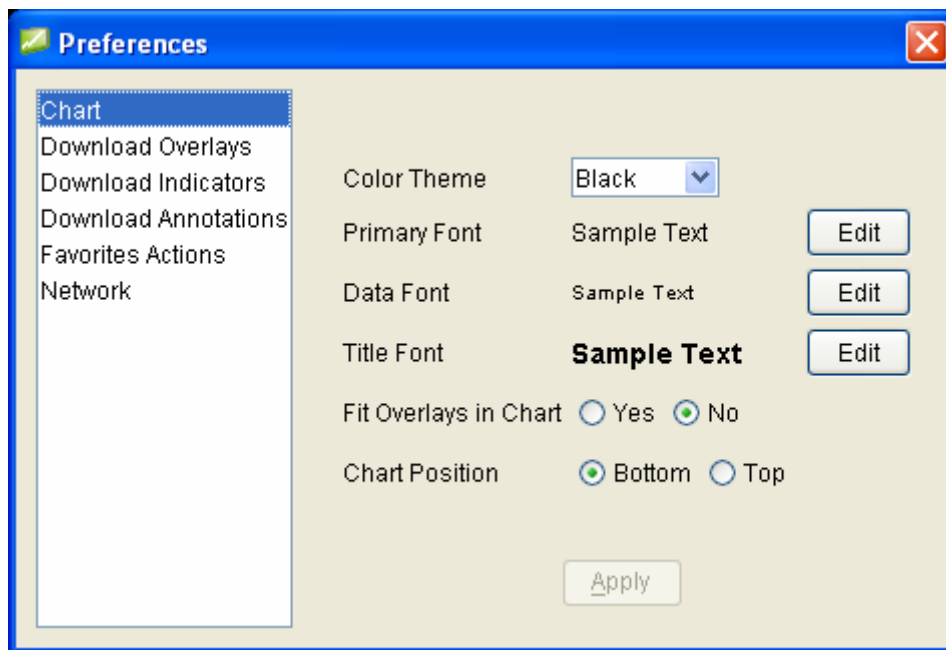 Preferences
Chart
Download Overlays
Download Indicators
Download Annotations
Favorites Actions
Network
Color Theme Black
Primary Font Sample Text Edit
Data Font Sample Text Edit
Title Font Sample Text Edit
Fit Overlays in Chart Yes No
Chart Position Bottom Top
Apply